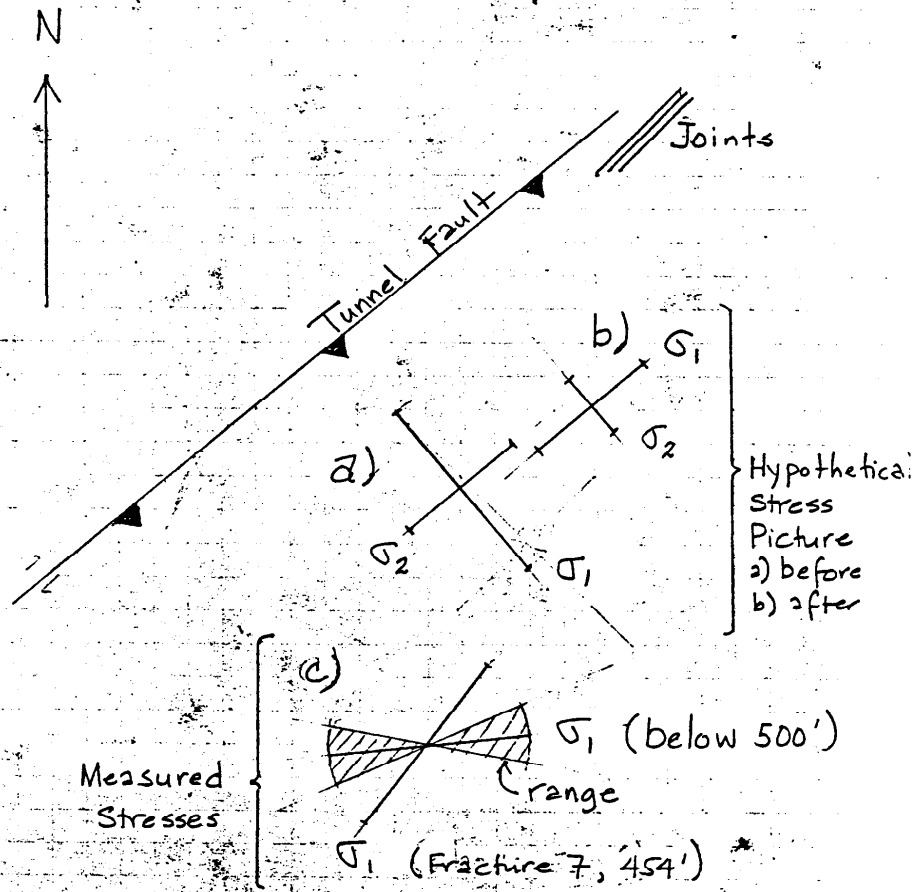 N
Joints
Tunnel Fault
b) σ₁
σ₂
a)
σ₂
σ₁
Hypothetical
Stress
Picture
a) before
b) after
c)
σ₁ (below 500')
range
Measured
Stresses
σ₁ (Fracture 7, 454')